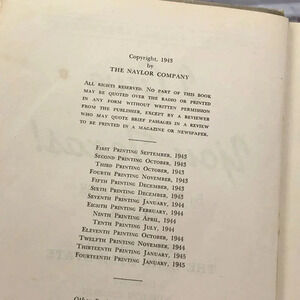 Copyright, 1943
by
THE NAYLOR COMPANY
ALL RIGHTS RESERVED. NO PART OF THIS BOOK
MAY BE QUOTED OVER THE RADIO OR PRINTED
IN ANY FORM WITHOUT WRITTEN PERMISSION
FROM THE PUBLISHER, EXCEPT BY A REVIEWER
WHO MAY QUOTE BRIEF PASSAGES IN A REVIEW
TO BE PRINTED IN A MAGAZINE OR NEWSPAPER.
FIRST PRINTING SEPTEMBER, 1943
SECOND PRINTING OCTOBER, 1943
THIRD PRINTING OCTOBER, 1943
FOURTH PRINTING NOVEMBER, 1943
FIFTH PRINTING DECEMBER, 1943
SIXTH PRINTING DECEMBER, 1943
SEVENTH PRINTING JANUARY, 1944
EIGHTH PRINTING FEBRUARY, 1944
NINTH PRINTING APRIL, 1944
TENTH PRINTING JULY, 1944
ELEVENTH PRINTING OCTOBER, 1944
TWELFTH PRINTING NOVEMBER, 1944
THIRTEENTH PRINTING JANUARY, 1945
FOURTEENTH PRINTING JANUARY, 1945